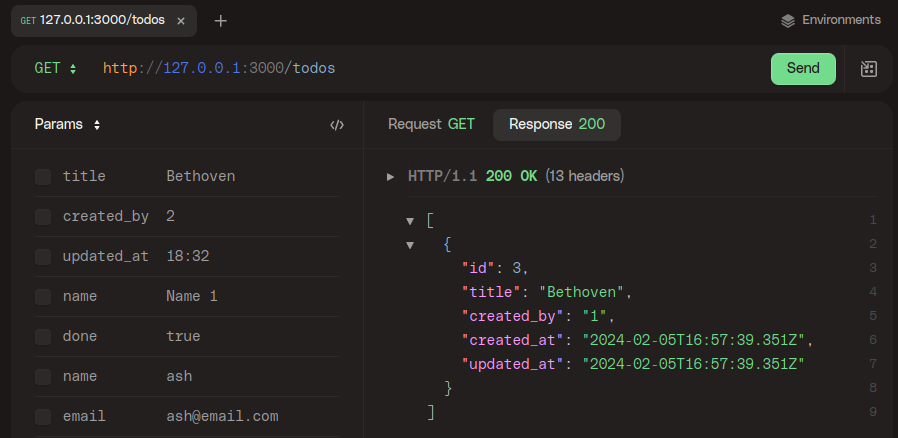 GET 127.0.0.1:3000/todos × +
Environments
GET http://127.0.0.1:3000/todos
Send
Params
title Bethoven
created_by 2
updated_at 18:32
name Name 1
done true
name ash
email ash@email.com
Request GET Response 200
HTTP/1.1 200 OK (13 headers)
[ 1
{ 2
"id": 3, 3
"title": "Bethoven", 4
"created_by": "1", 5
"created_at": "2024-02-05T16:57:39.351Z", 6
"updated_at": "2024-02-05T16:57:39.351Z" 7
} 8
] 9